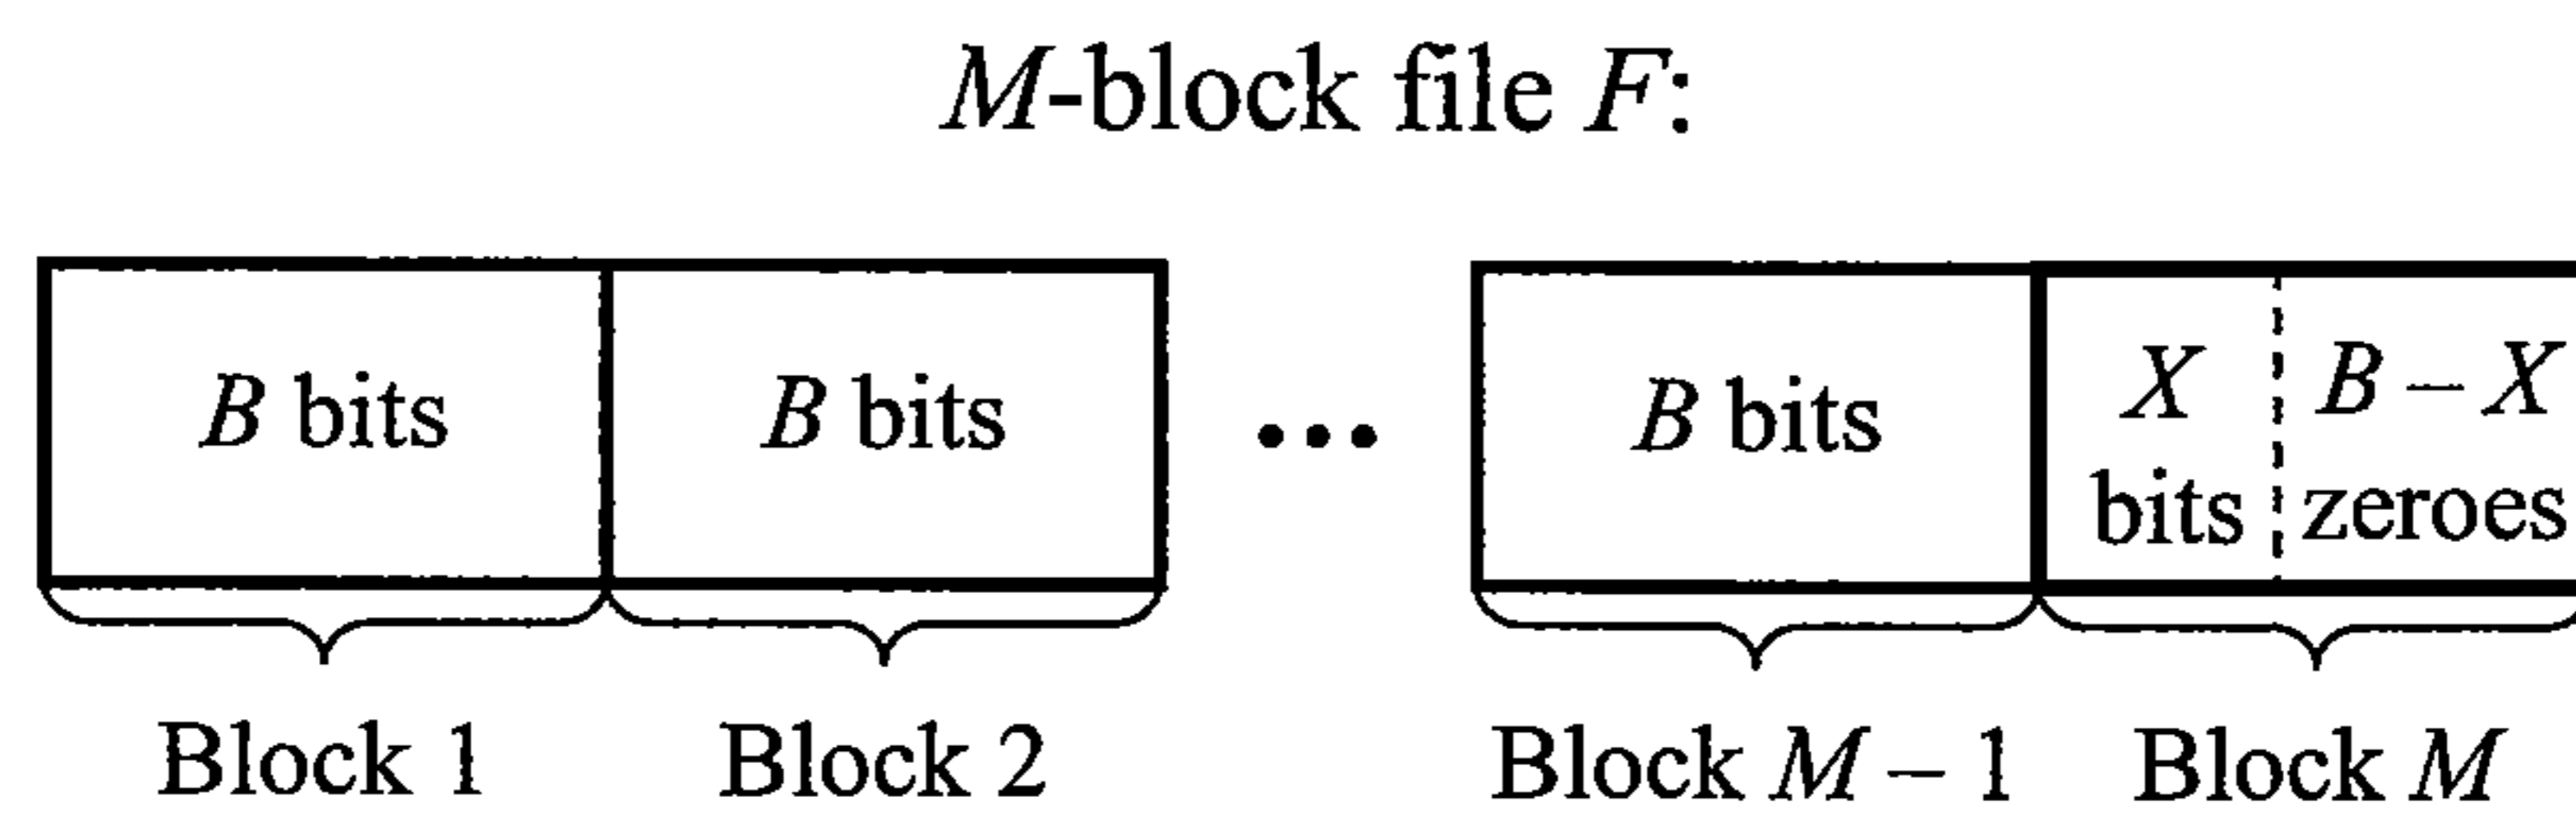 M-block file F:
B bits
B bits
...
B bits
X
bits
B – X
zeroes
Block 1
Block 2
Block M – 1
Block M